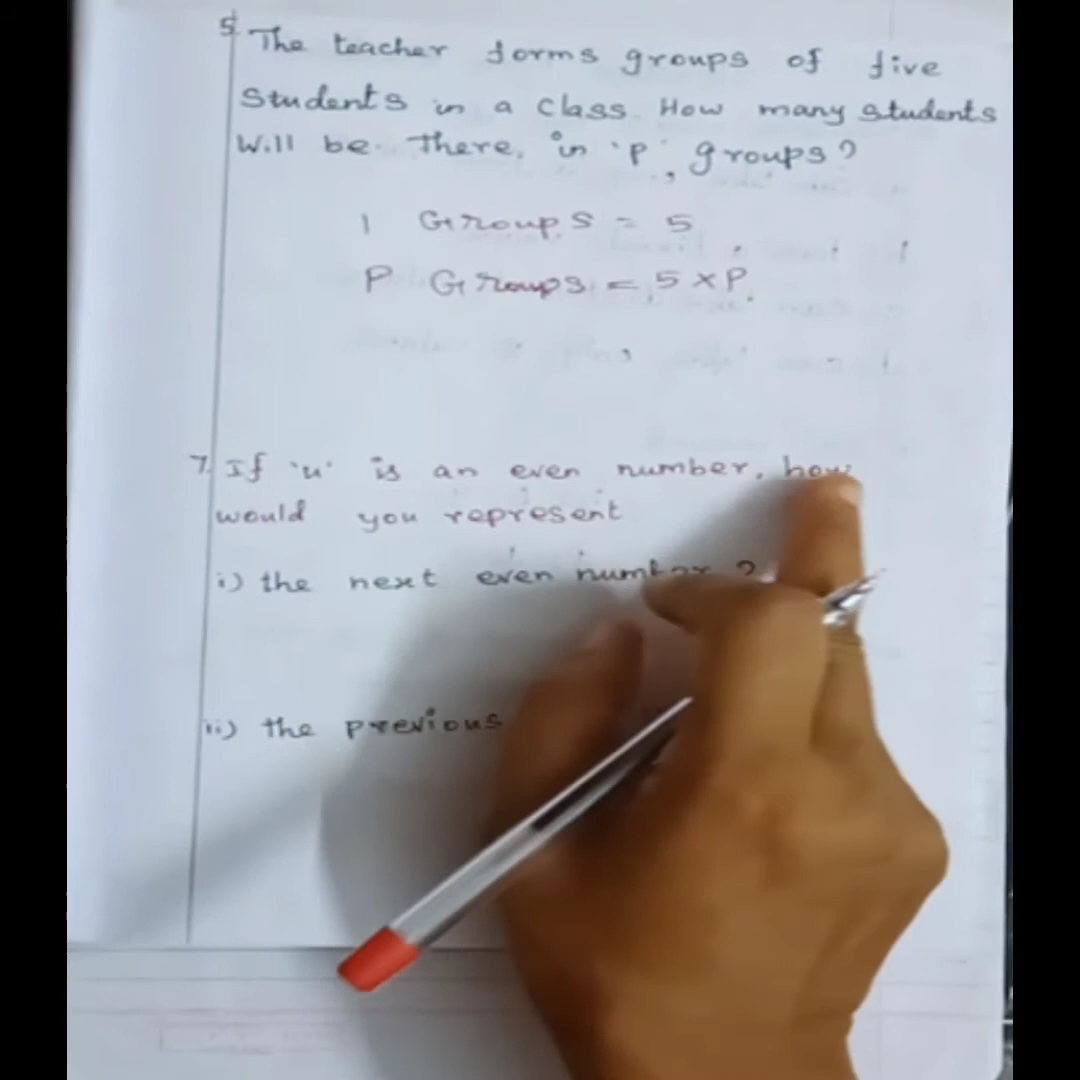 5. The teacher forms groups of five
Students in a class. How many students
Will be there, in 'p' groups?
1 Groups = 5
P Groups = 5 × P.
7. If 'u' is an even number, how
would you represent
i) the next even number ?
ii) the previous